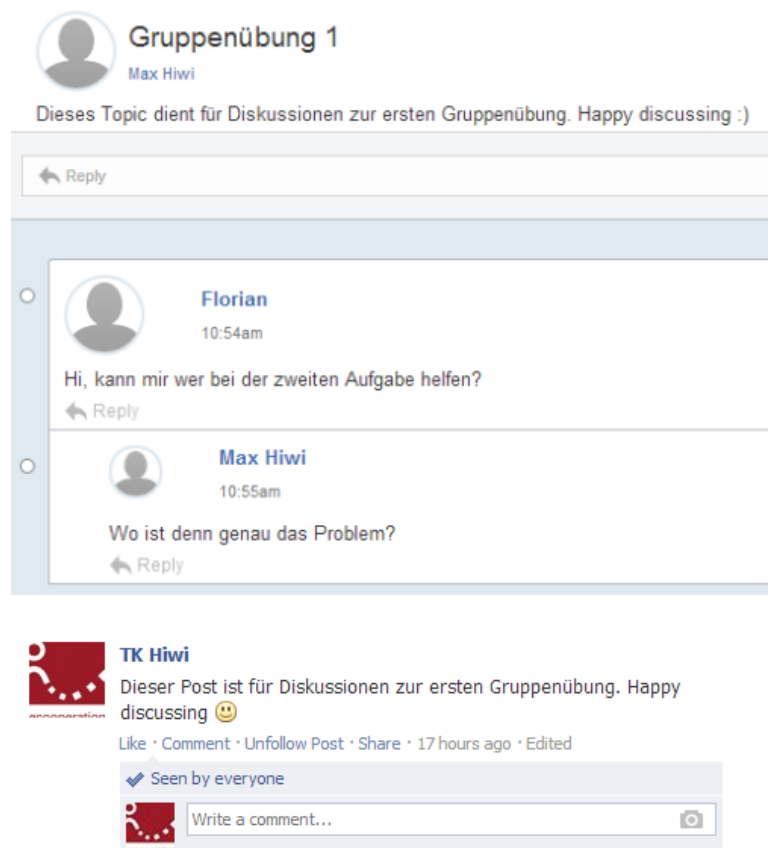 Gruppenübung 1
Max Hiwi
Dieses Topic dient für Diskussionen zur ersten Gruppenübung. Happy discussing :)
Reply
Florian
10:54am
Hi, kann mir wer bei der zweiten Aufgabe helfen?
Reply
Max Hiwi
10:55am
Wo ist denn genau das Problem?
Reply
TK Hiwi
Dieser Post ist für Diskussionen zur ersten Gruppenübung. Happy
discussing
Like · Comment · Unfollow Post · Share · 17 hours ago · Edited
Seen by everyone
Write a comment...